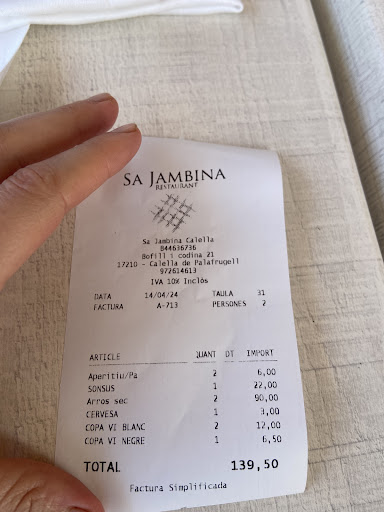 SA JAMBINA
RESTAURANT
Sa Jambina Calella
B44636736
Bofill i codina 21
17210 - Calella de Palafrugell
972614613
IVA 10% Inclòs
DATA 14/04/24 TAULA 31
FACTURA A-713 PERSONES 2
ARTICLE QUANT DT IMPORT
Aperitiu/Pa 2 6,00
SONSUS 1 22,00
Arros sec 2 90,00
CERVESA 1 3,00
COPA VI BLANC 2 12,00
COPA VI NEGRE 1 6,50
TOTAL 139,50
Factura Simplificada